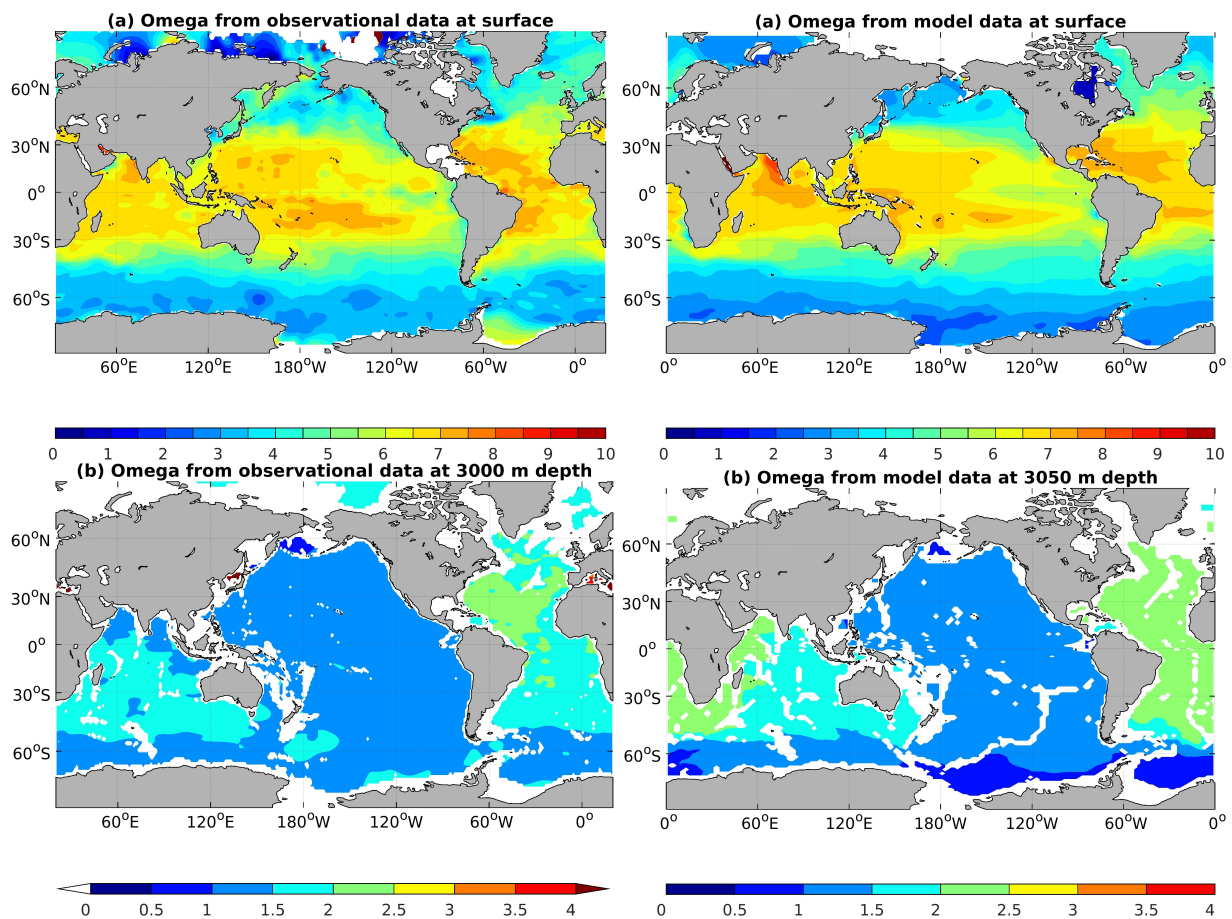 (a) Omega from observational data at surface
(a) Omega from model data at surface
60°N
30°N
0°
30°S
60°S
60°E 120°E 180°W 120°W 60°W 0°
60°N
30°N
0°
30°S
60°S
0° 60°E 120°E 180°W 120°W 60°W 0°
0 1 2 3 4 5 6 7 8 9 10
0 1 2 3 4 5 6 7 8 9 10
(b) Omega from observational data at 3000 m depth
(b) Omega from model data at 3050 m depth
60°N
30°N
0°
30°S
60°S
60°E 120°E 180°W 120°W 60°W 0°
60°N
30°N
0°
30°S
60°S
0° 60°E 120°E 180°W 120°W 60°W 0°
0 0.5 1 1.5 2 2.5 3 3.5 4
0 0.5 1 1.5 2 2.5 3 3.5 4